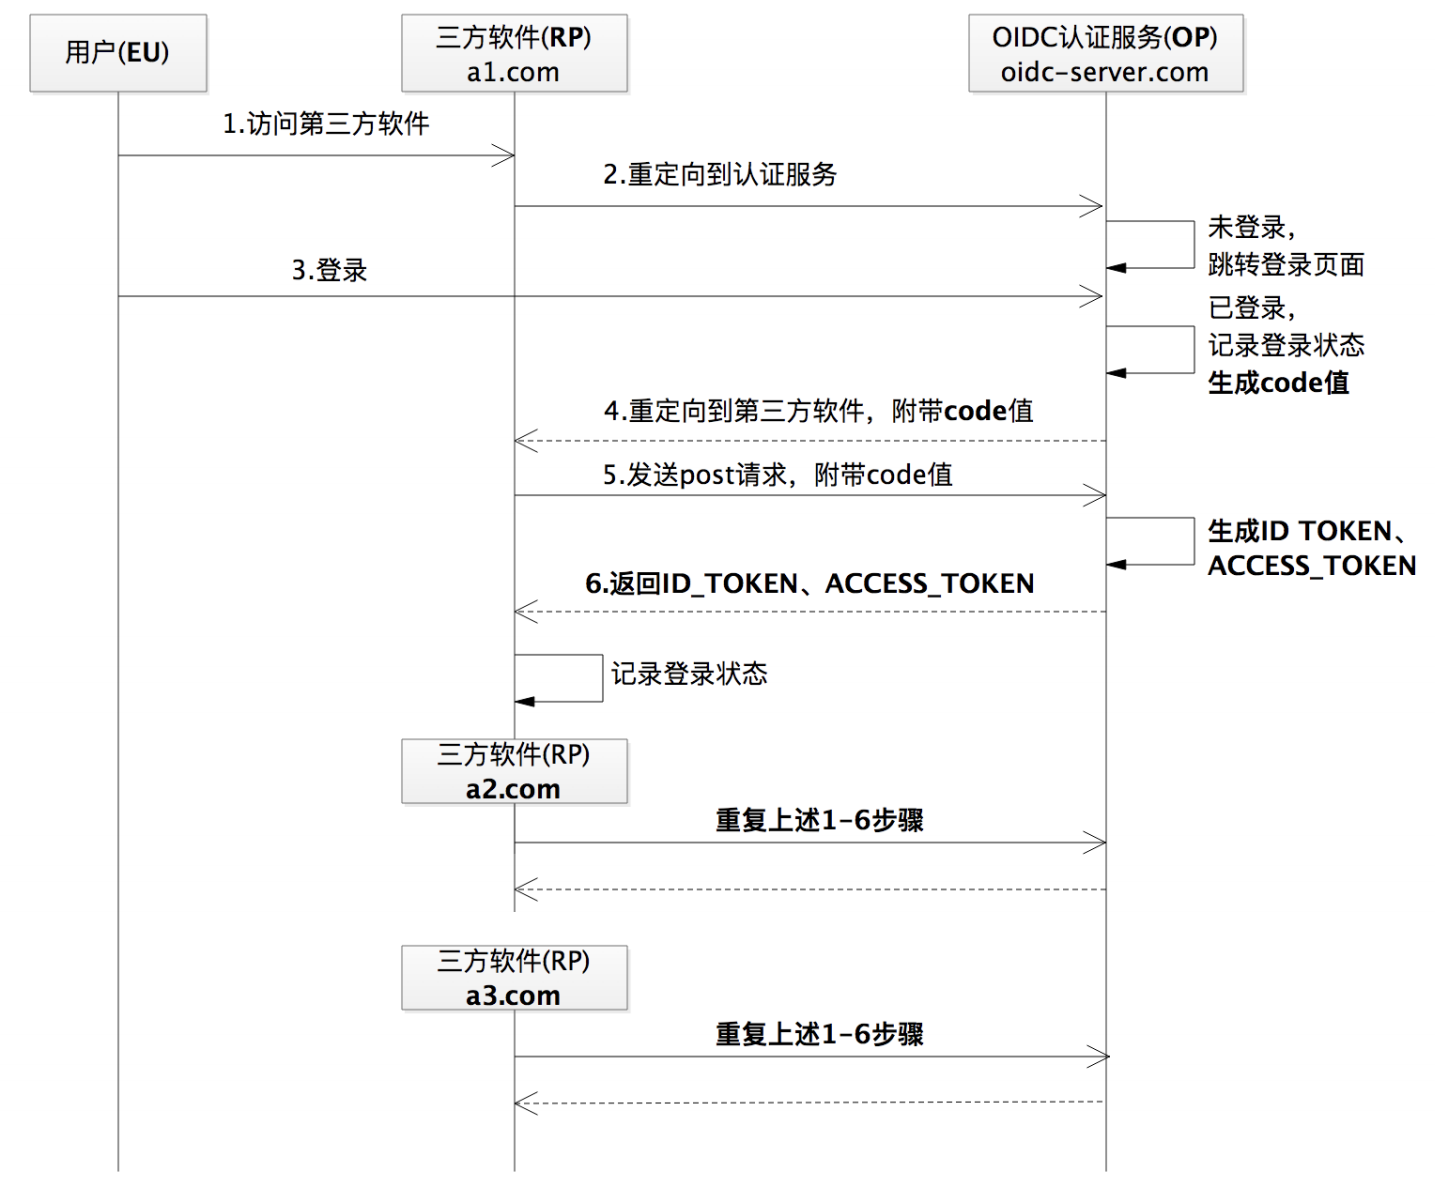 用户(EU)
三方软件(RP)
a1.com
OIDC认证服务(OP)
oidc-server.com
1.访问第三方软件
2.重定向到认证服务
未登录，
跳转登录页面
3.登录
已登录，
记录登录状态
生成code值
4.重定向到第三方软件，附带code值
5.发送post请求，附带code值
生成ID TOKEN、
ACCESS_TOKEN
6.返回ID_TOKEN、ACCESS_TOKEN
记录登录状态
三方软件(RP)
a2.com
重复上述1-6步骤
三方软件(RP)
a3.com
重复上述1-6步骤